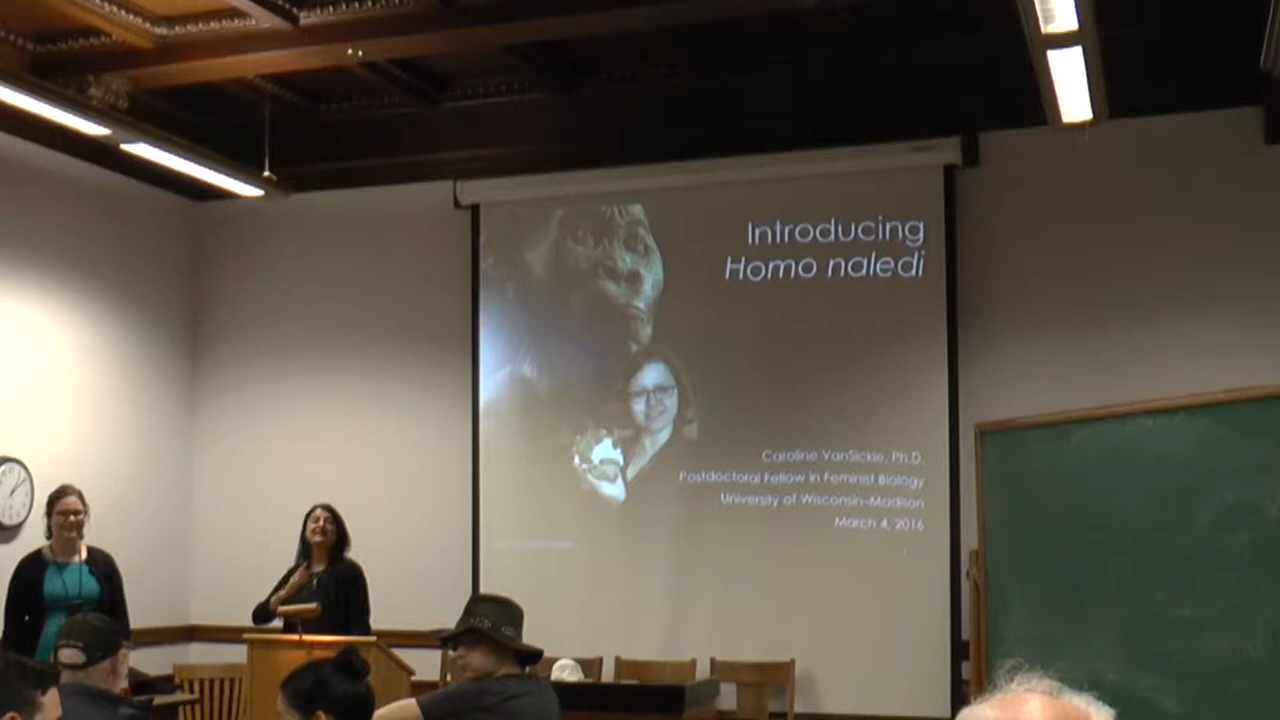 Introducing
Homo naledi
Caroline VanSickle, Ph.D.
Postdoctoral Fellow in Feminist Biology
University of Wisconsin-Madison
March 4, 2016